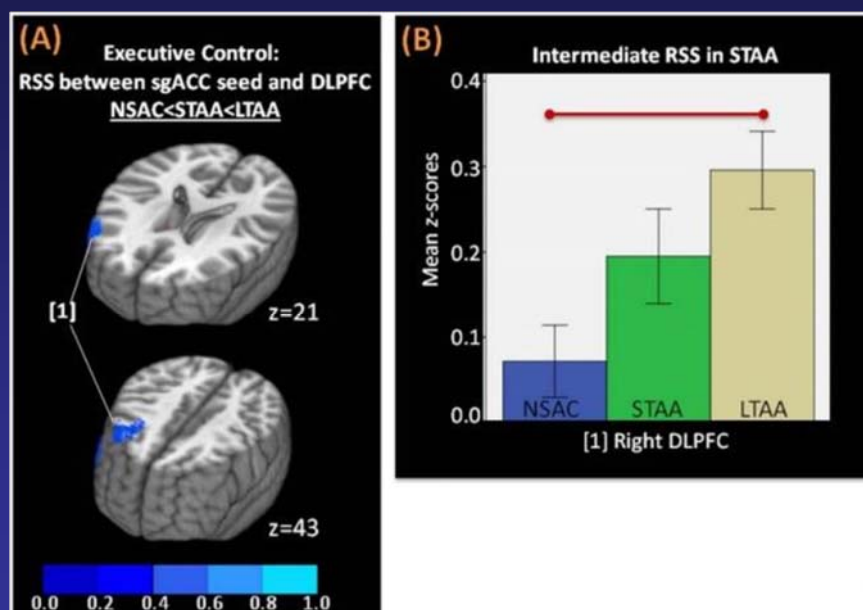 (A)
Executive Control:
RSS between sgACC seed and DLPFC
NSAC<STAA<LTAA
[1]
z=21
z=43
0.0 0.2 0.4 0.6 0.8 1.0
(B)
Intermediate RSS in STAA
Mean z-scores
0.4
0.3
0.2
0.1
0.0
NSAC STAA LTAA
[1] Right DLPFC